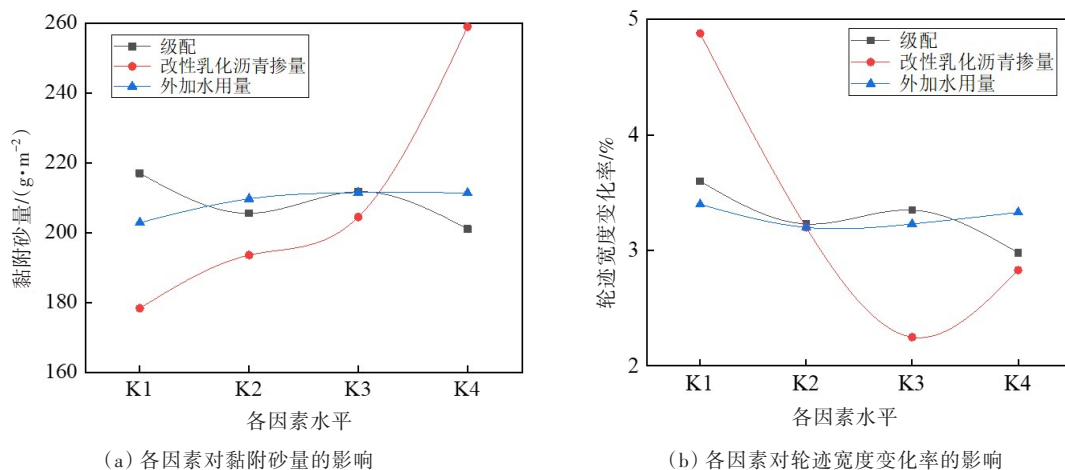 260
240
220
200
180
160
黏附砂量/(g•m⁻²)
级配
改性乳化沥青掺量
外加水用量
K1 K2 K3 K4
各因素水平
(a) 各因素对黏附砂量的影响
5
4
3
2
轮迹宽度变化率/%
级配
改性乳化沥青掺量
外加水用量
K1 K2 K3 K4
各因素水平
(b) 各因素对轮迹宽度变化率的影响